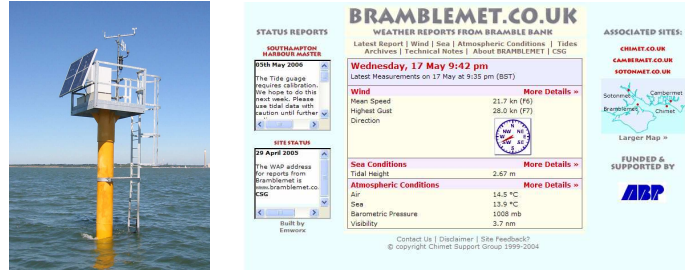 BRAMBLEMET.CO.UK
WEATHER REPORTS FROM BRAMBLE BANK
Latest Report | Wind | Sea | Atmospheric Conditions | Tides
Archives | Technical Notes | About BRAMBLEMET | CSG
STATUS REPORTS
SOUTHAMPTON
HARBOUR MASTER
05th May 2006
The Tide guage
requires calibration.
We hope to do this
next week. Please
use tidal data with
caution until further
SITE STATUS
29 April 2005
The WAP address
for reports from
Bramblemet is
www.bramblemet.co
CSG
Built by
Emworx
Wednesday, 17 May 9:42 pm
Latest Measurements on 17 May at 9:35 pm (BST)
Wind More Details »
Mean Speed 21.7 kn (F6)
Highest Gust 28.0 kn (F7)
Direction
N
NW NE
W E
SW SE
S
Sea Conditions More Details »
Tidal Height 2.67 m
Atmospheric Conditions More Details »
Air 14.5 °C
Sea 13.9 °C
Barometric Pressure 1008 mb
Visibility 3.7 nm
Contact Us | Disclaimer | Site Feedback?
© copyright Chimet Support Group 1999-2004
ASSOCIATED SITES:
CHIMET.CO.UK
CAMBERMET.CO.UK
SOTONMET.CO.UK
Sotonmet Cambermet
Bramblemet Chimet
Larger Map »
FUNDED &
SUPPORTED BY
ABP